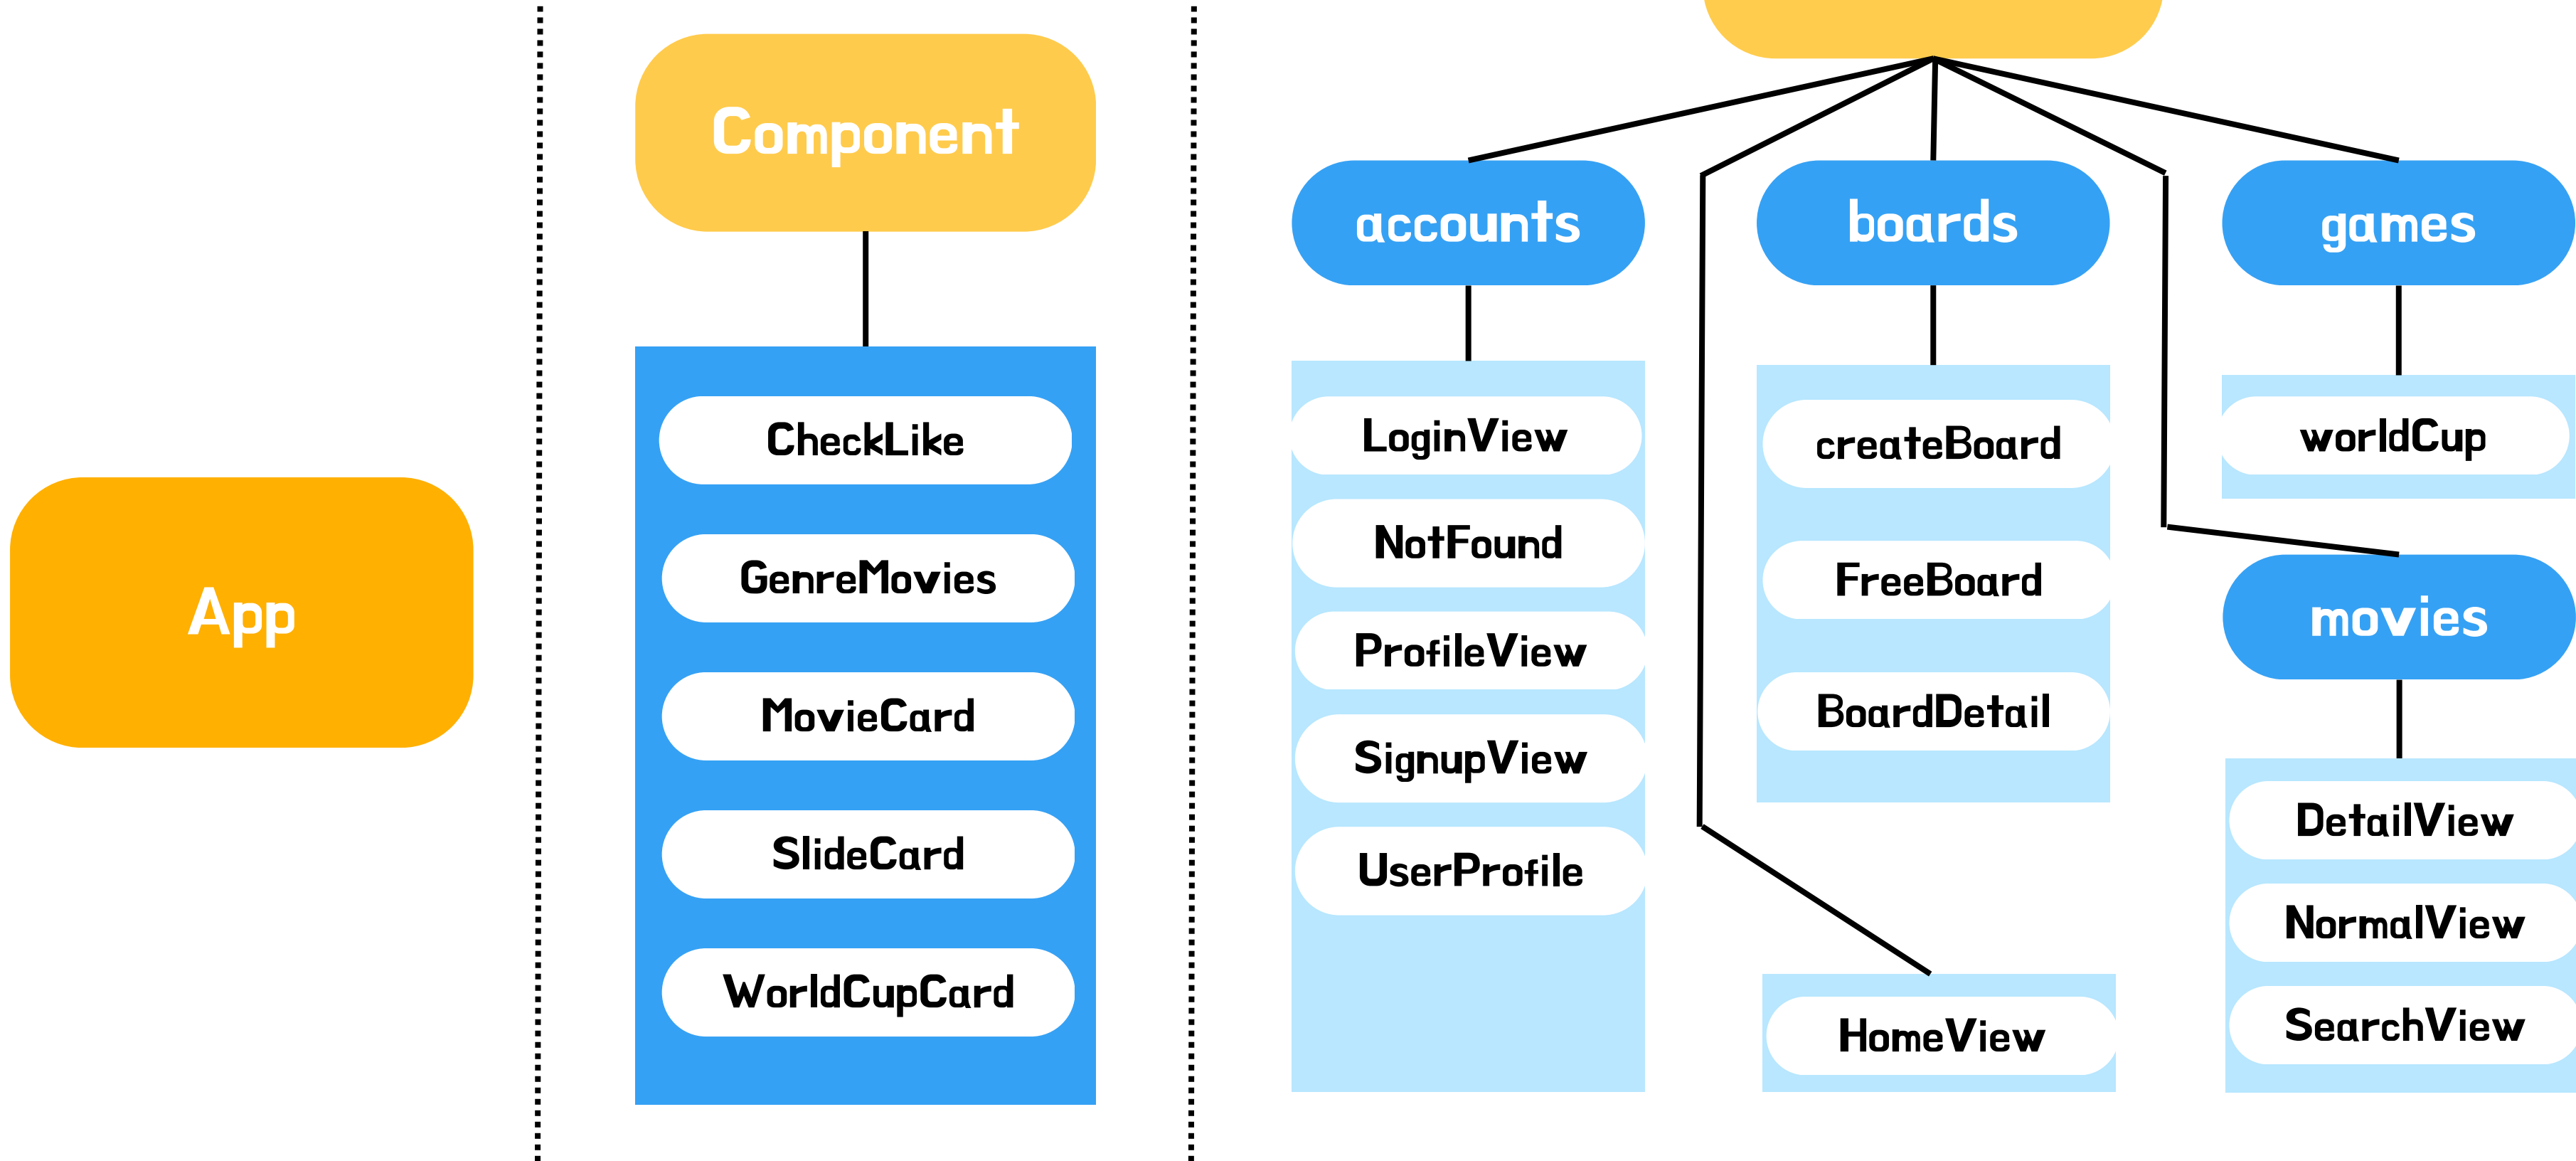 App
Component
CheckLike
GenreMovies
MovieCard
SlideCard
WorldCupCard
accounts
LoginView
NotFound
ProfileView
SignupView
UserProfile
boards
createBoard
FreeBoard
BoardDetail
HomeView
games
worldCup
movies
DetailView
NormalView
SearchView